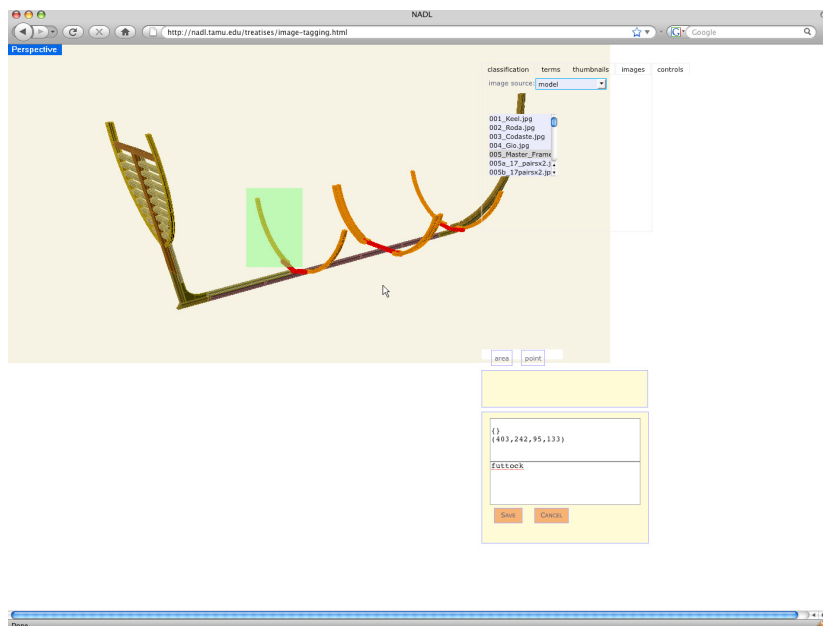 NADL
http://nadl.tamu.edu/treatises/image-tagging.html
G
Google
Perspective
classification terms thumbnails images controls
image source: model
001_Keel.jpg
002_Roda.jpg
003_Codaste.jpg
004_Gio.jpg
005_Master_Frame
005a_17_pairsx2.j
005b_17pairsx2.jp
area point
{}
(403,242,95,133)
futtock
SAVE CANCEL
Done